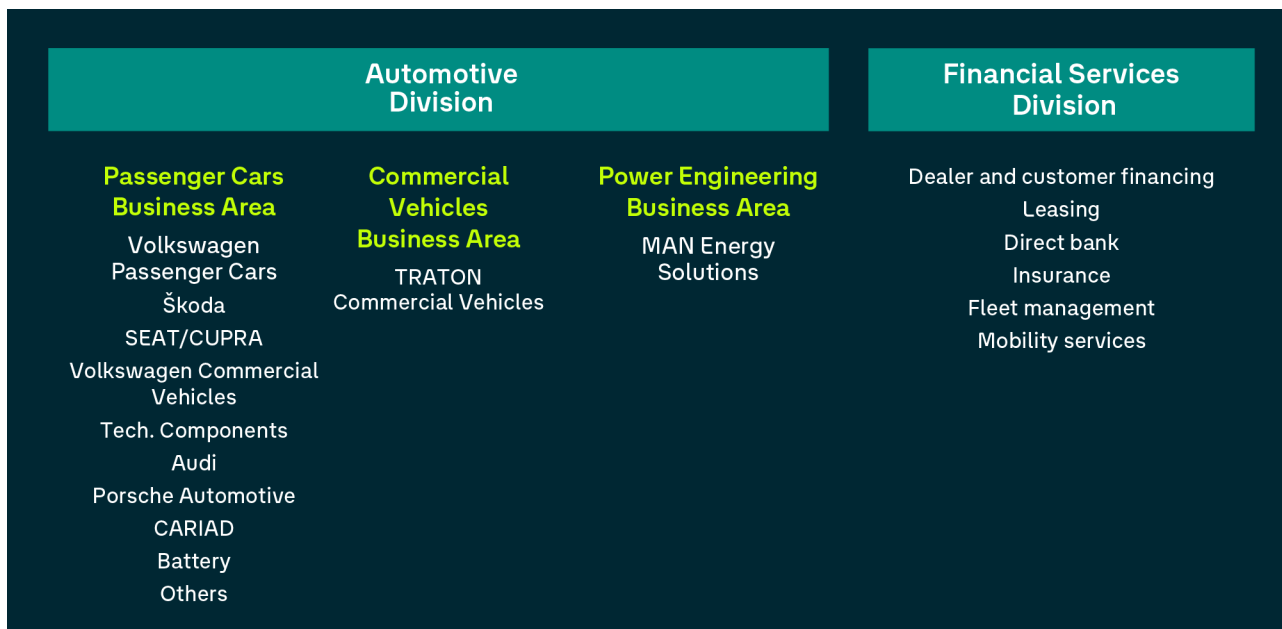 Automotive
Division
Financial Services
Division
Passenger Cars
Business Area
Volkswagen
Passenger Cars
Škoda
SEAT/CUPRA
Volkswagen Commercial
Vehicles
Tech. Components
Audi
Porsche Automotive
CARIAD
Battery
Others
Commercial
Vehicles
Business Area
TRATON
Commercial Vehicles
Power Engineering
Business Area
MAN Energy
Solutions
Dealer and customer financing
Leasing
Direct bank
Insurance
Fleet management
Mobility services